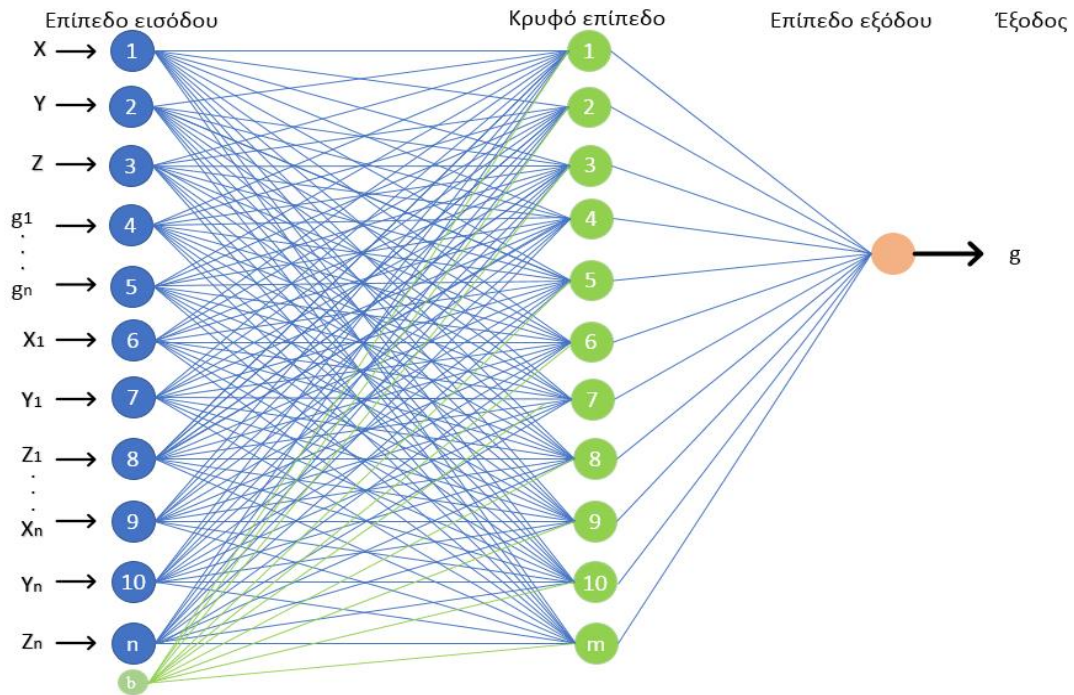 Επίπεδο εισόδου Κρυφό επίπεδο Επίπεδο εξόδου Έξοδος
X 1 1
Y 2 2
Z 3 3
g1 4 4
.
.
.
gn 5 5
g
X1 6 6
Y1 7 7
Z1 8 8
.
.
.
Xn 9 9
Yn 10 10
Zn n m
b